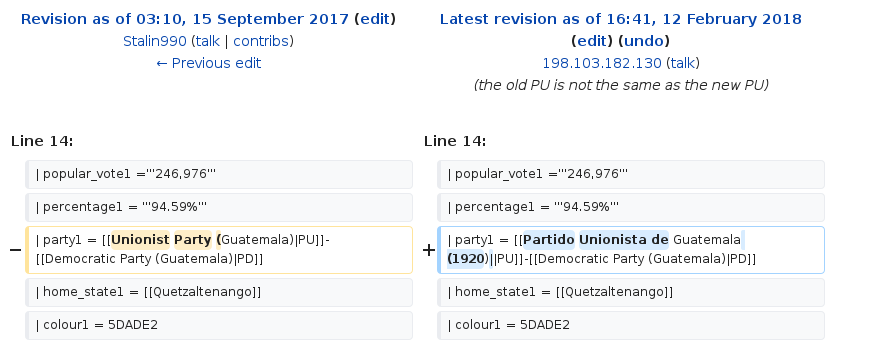 Revision as of 03:10, 15 September 2017 (edit)
Stalin990 (talk | contribs)
← Previous edit
Latest revision as of 16:41, 12 February 2018
(edit) (undo)
198.103.182.130 (talk)
(the old PU is not the same as the new PU)
Line 14:
Line 14:
| popular_vote1 ='''246,976'''
| popular_vote1 ='''246,976'''
| percentage1 = '''94.59%'''
| percentage1 = '''94.59%'''
− | party1 = [[Unionist Party (Guatemala)|PU]]-
[[Democratic Party (Guatemala)|PD]]
+ | party1 = [[Partido Unionista de Guatemala
(1920)||PU]]-[[Democratic Party (Guatemala)|PD]]
| home_state1 = [[Quetzaltenango]]
| home_state1 = [[Quetzaltenango]]
| colour1 = 5DADE2
| colour1 = 5DADE2